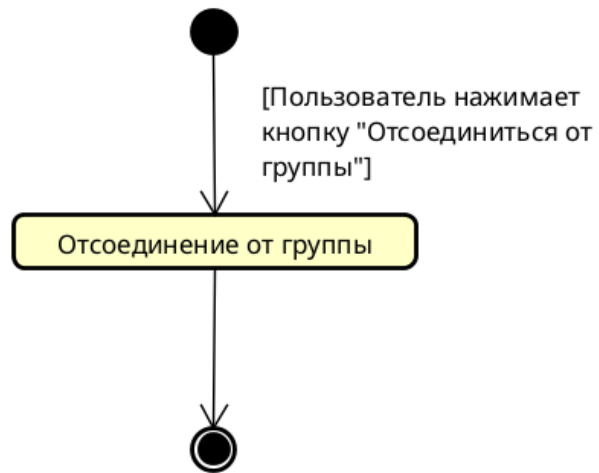 [Пользователь нажимает
кнопку "Отсоединиться от
группы"]
Отсоединение от группы